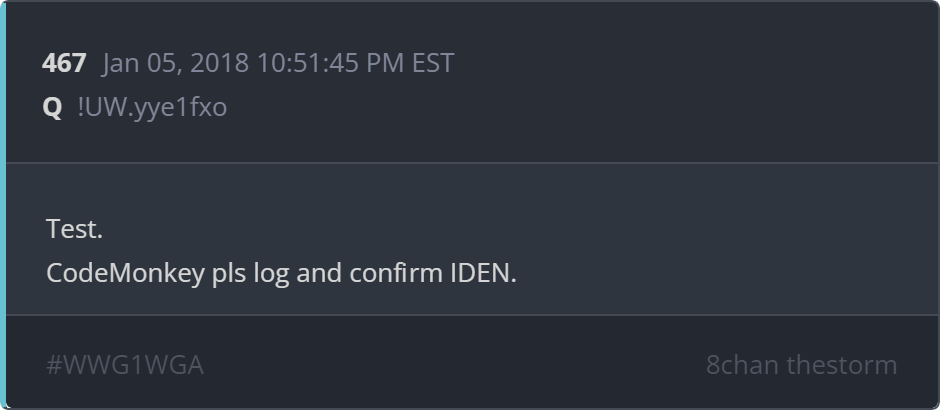 467 Jan 05, 2018 10:51:45 PM EST
Q !UW.yye1fxo
Test.
CodeMonkey pls log and confirm IDEN.
#WWG1WGA 8chan thestorm